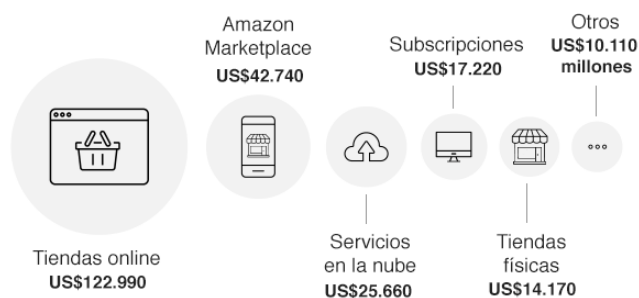 Tiendas online
US$122.990
Amazon
Marketplace
US$42.740
Servicios
en la nube
US$25.660
Subscripciones
US$17.220
Tiendas
físicas
US$14.170
Otros
US$10.110
millones